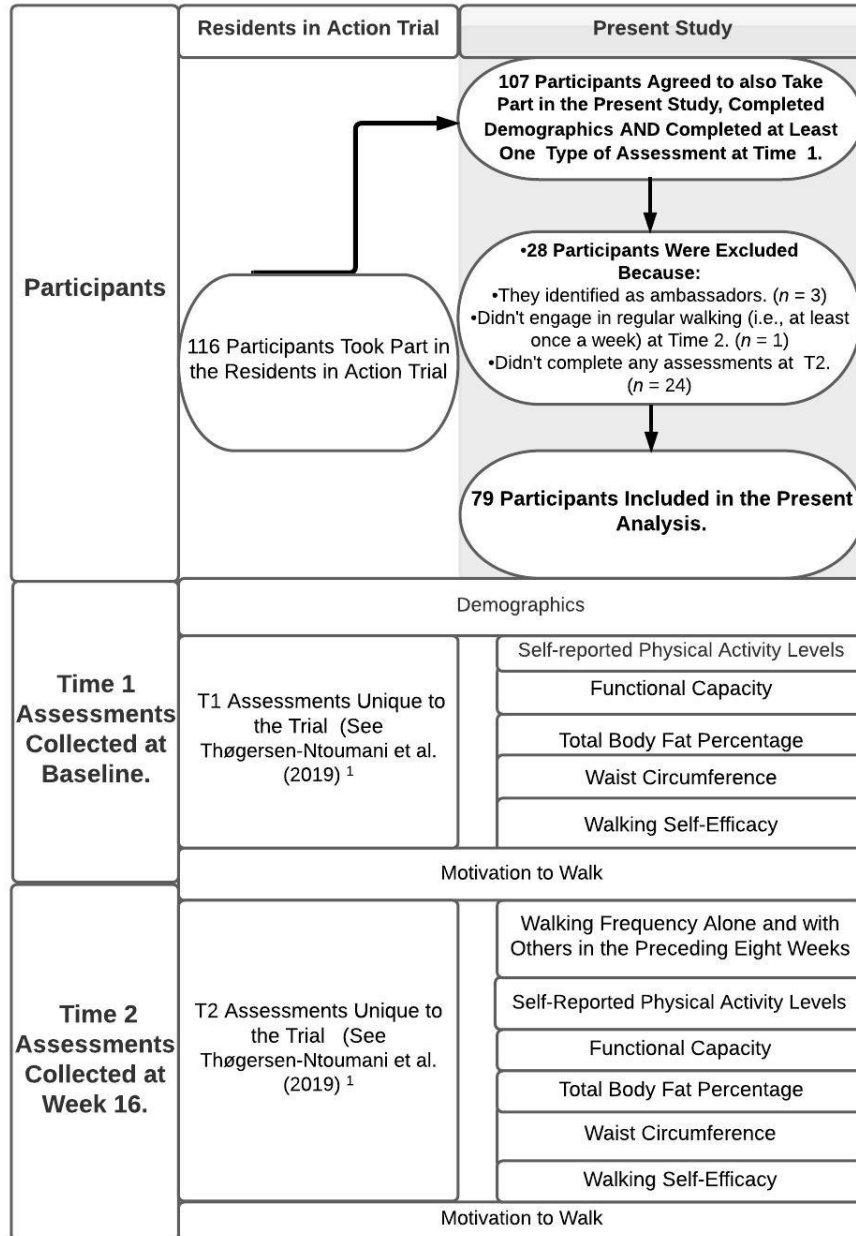 Residents in Action Trial
Present Study
Participants
116 Participants Took Part in
the Residents in Action Trial
107 Participants Agreed to also Take
Part in the Present Study, Completed
Demographics AND Completed at Least
One Type of Assessment at Time 1.
•28 Participants Were Excluded
Because:
•They identified as ambassadors. (n = 3)
•Didn't engage in regular walking (i.e., at least
once a week) at Time 2. (n = 1)
•Didn't complete any assessments at T2.
(n = 24)
79 Participants Included in the Present
Analysis.
Time 1
Assessments
Collected at
Baseline.
Demographics
T1 Assessments Unique to
the Trial (See
Thøgersen-Ntoumani et al.
(2019) 1
Self-reported Physical Activity Levels
Functional Capacity
Total Body Fat Percentage
Waist Circumference
Walking Self-Efficacy
Motivation to Walk
Time 2
Assessments
Collected at
Week 16.
T2 Assessments Unique to
the Trial (See
Thøgersen-Ntoumani et al.
(2019) 1
Walking Frequency Alone and with
Others in the Preceding Eight Weeks
Self-Reported Physical Activity Levels
Functional Capacity
Total Body Fat Percentage
Waist Circumference
Walking Self-Efficacy
Motivation to Walk